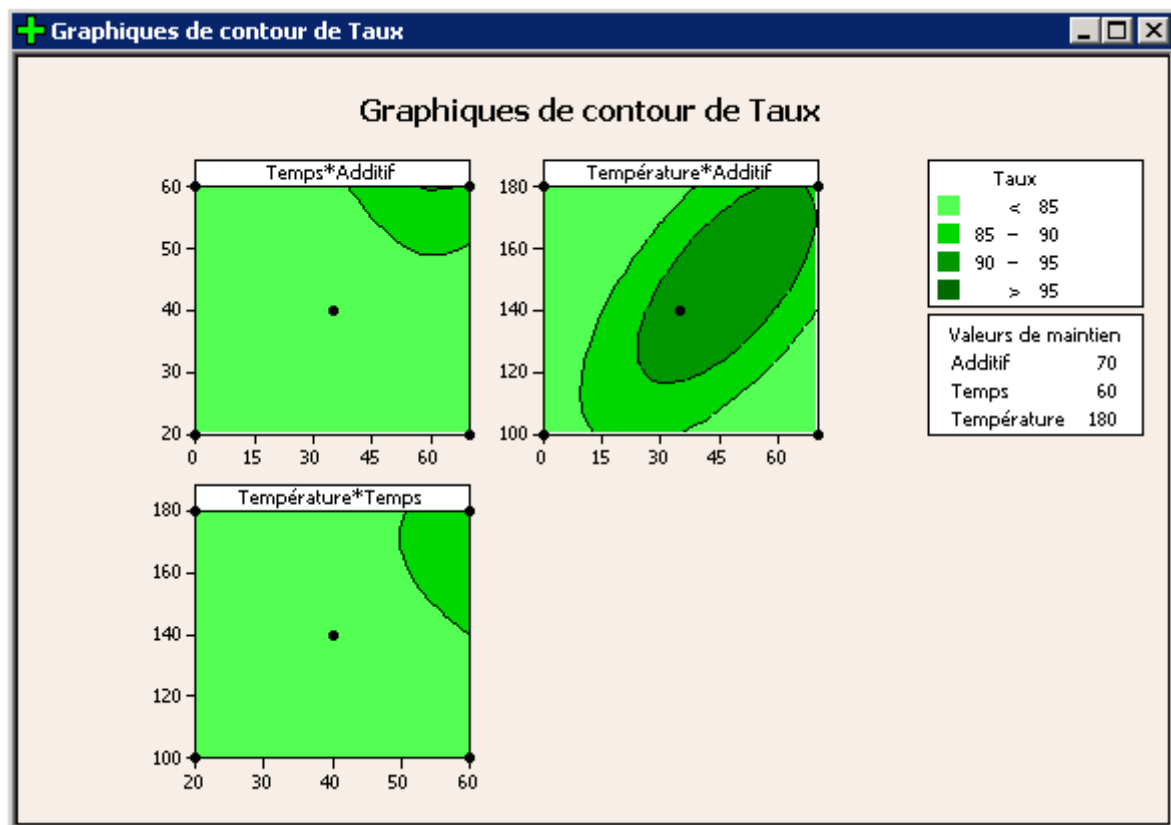 Graphiques de contour de Taux
Graphiques de contour de Taux
Temps*Additif
60
50
40
30
20
0 15 30 45 60
Température*Additif
180
160
140
120
100
0 15 30 45 60
Taux
< 85
85 – 90
90 – 95
> 95
Valeurs de maintien
Additif 70
Temps 60
Température 180
Température*Temps
180
160
140
120
100
20 30 40 50 60